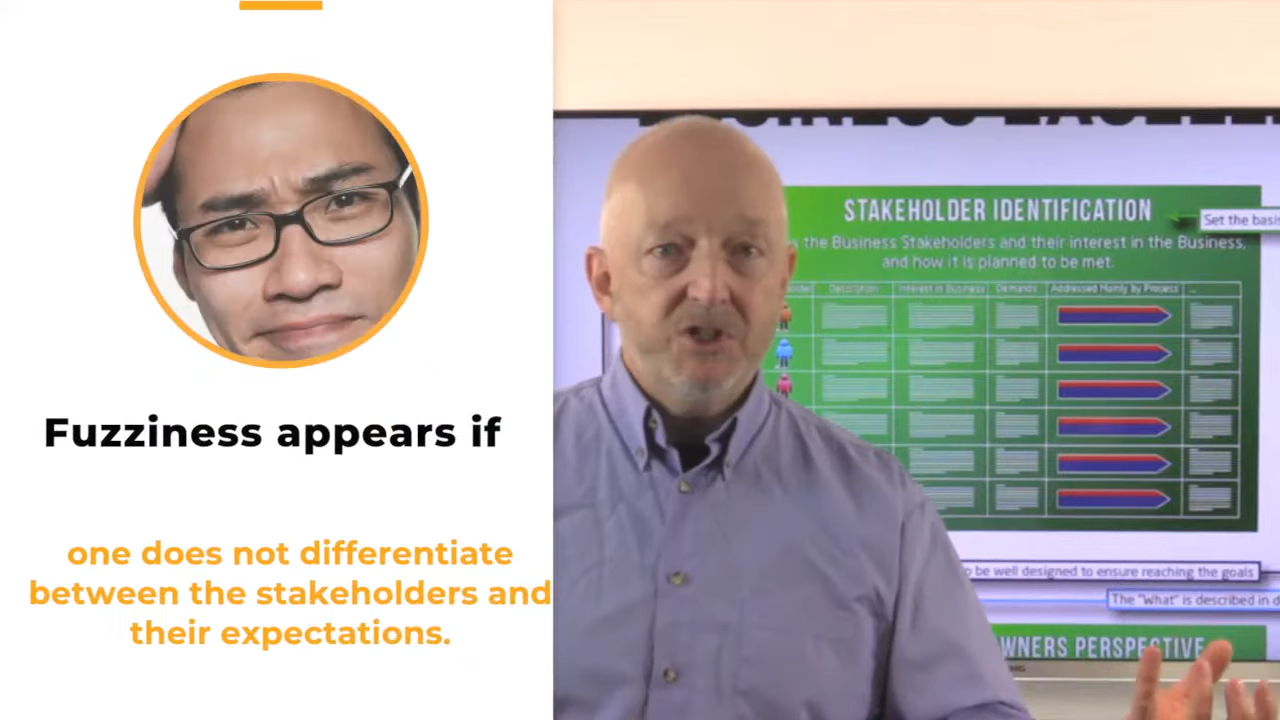 Fuzziness appears if
one does not differentiate
between the stakeholders and
their expectations.
STAKEHOLDER IDENTIFICATION
Set the basis
the Business Stakeholders and their interest in the Business,
and how it is planned to be met.
Description Interest in Business Demands Addressed Mainly by Process ...
to be well designed to ensure reaching the goals
The "What" is described in d
WNERS PERSPECTIVE